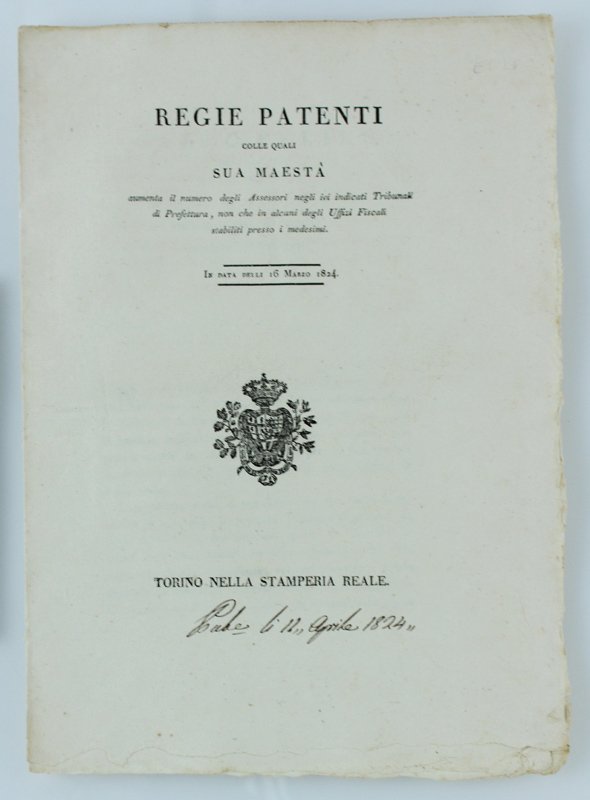 REGIE PATENTI
COLLE QUALI
SUA MAESTÀ
aumenta il numero degli Assessori negli ivi indicati Tribunali
di Prefettura, non che in alcuni degli Uffizi Fiscali
stabiliti presso i medesimi.
IN DATA DELLI 16 MARZO 1824.
TORINO NELLA STAMPERIA REALE.
li 12,, Aprile 1824,,